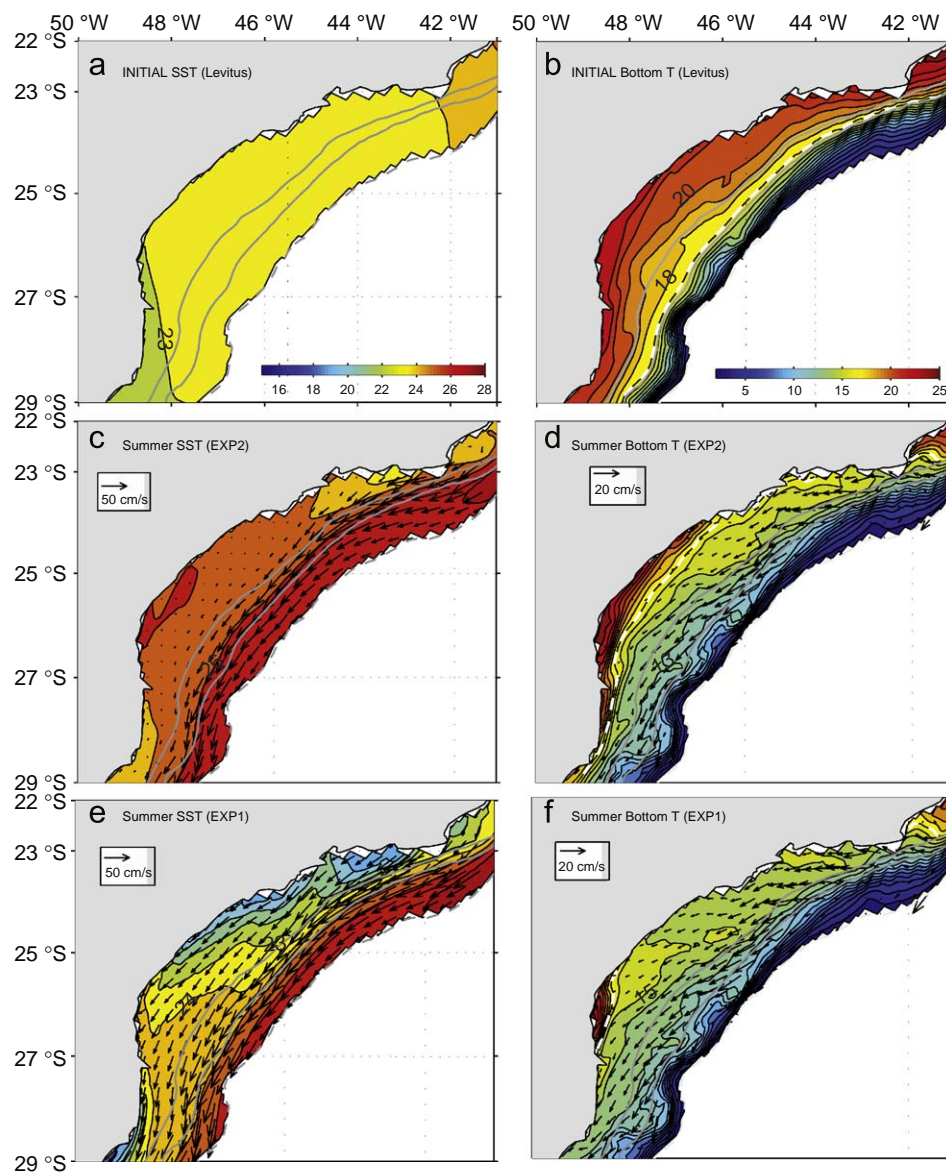 50 °W 48 °W 46 °W 44 °W 42 °W 50 °W 48 °W 46 °W 44 °W 42 °W
22 °S
a INITIAL SST (Levitus)
b INITIAL Bottom T (Levitus)
23 °S
25 °S
27 °S
29 °S
20
18
23
16 18 20 22 24 26 28
5 10 15 20 25
22 °S
c Summer SST (EXP2)
d Summer Bottom T (EXP2)
23 °S
50 cm/s
20 cm/s
25 °S
27 °S
29 °S
22 °S
e Summer SST (EXP1)
f Summer Bottom T (EXP1)
23 °S
50 cm/s
20 cm/s
23
25 °S
27 °S
29 °S